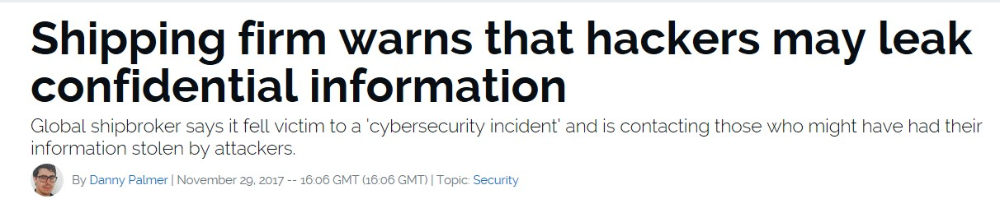 Shipping firm warns that hackers may leak
confidential information
Global shipbroker says it fell victim to a 'cybersecurity incident' and is contacting those who might have had their
information stolen by attackers.
By Danny Palmer | November 29, 2017 -- 16:06 GMT (16:06 GMT) | Topic: Security